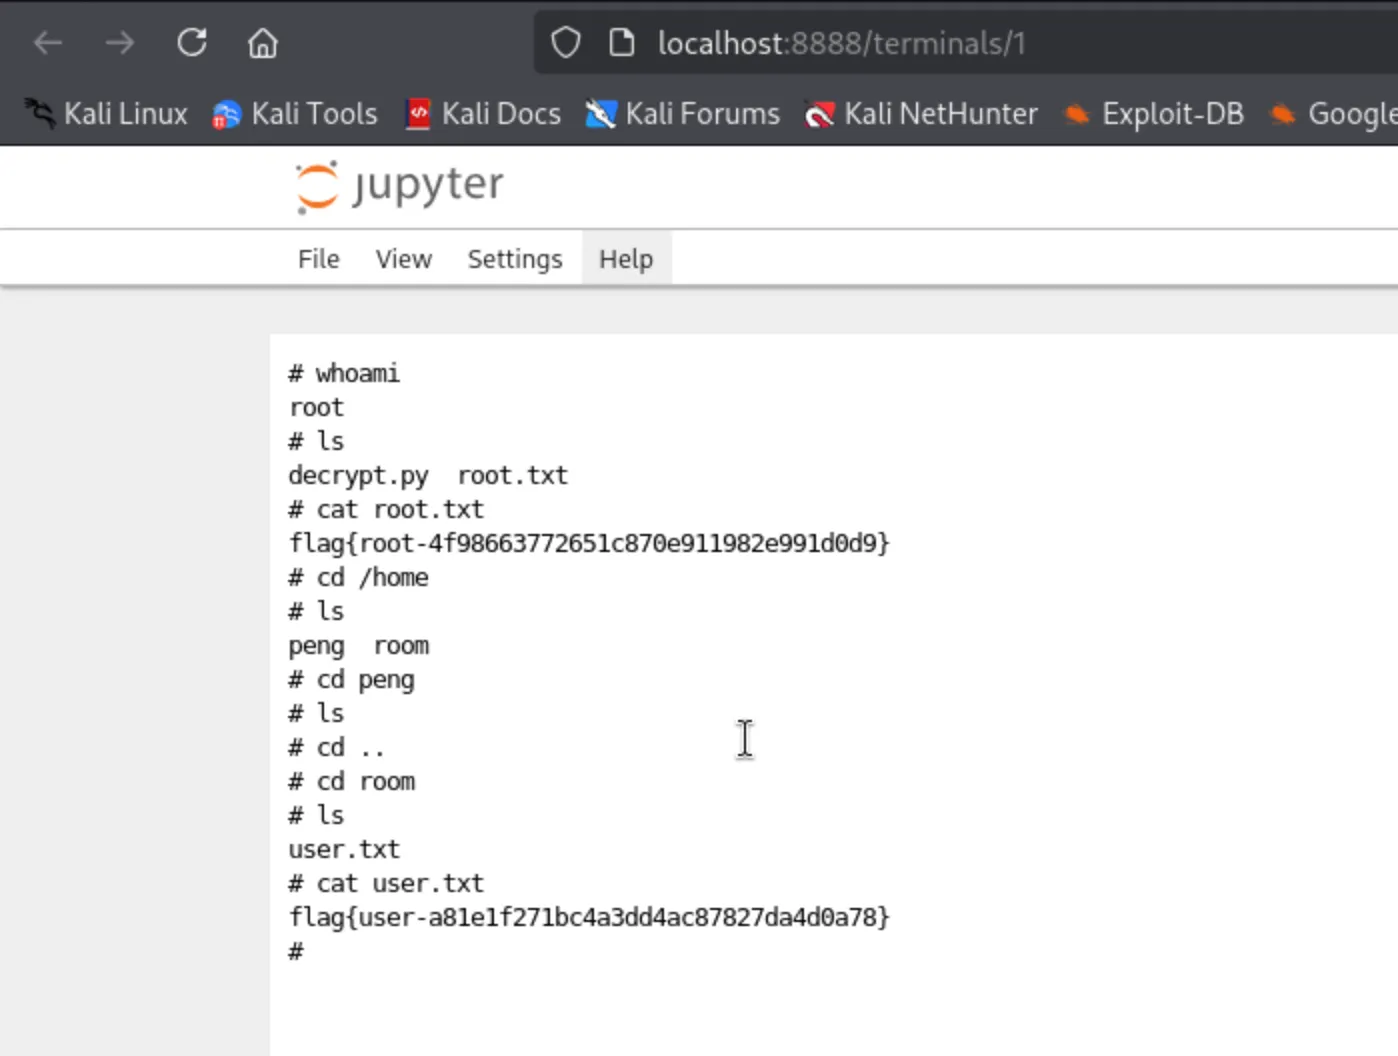 localhost:8888/terminals/1
Kali Linux Kali Tools Kali Docs Kali Forums Kali NetHunter Exploit-DB Google
jupyter
File View Settings Help
# whoami
root
# ls
decrypt.py  root.txt
# cat root.txt
flag{root-4f98663772651c870e911982e991d0d9}
# cd /home
# ls
peng  room
# cd peng
# ls
# cd ..
# cd room
# ls
user.txt
# cat user.txt
flag{user-a81e1f271bc4a3dd4ac87827da4d0a78}
#